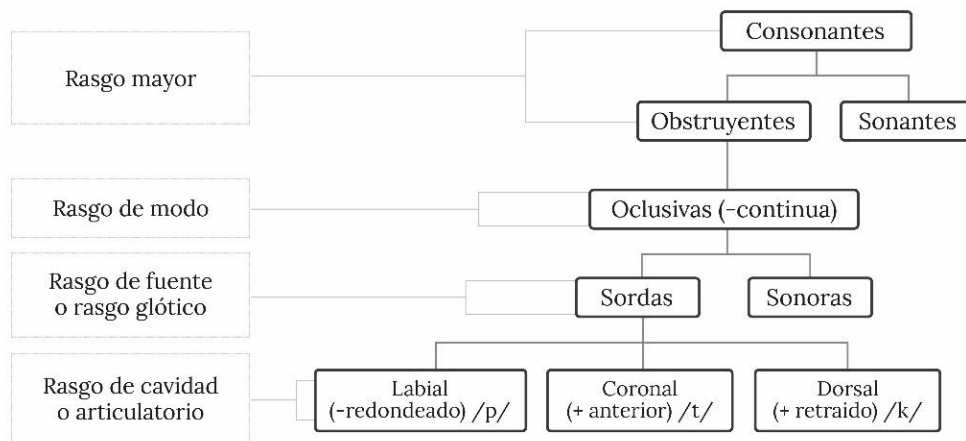 Consonantes
Rasgo mayor
Obstruyentes
Sonantes
Rasgo de modo
Oclusivas (-continua)
Rasgo de fuente
o rasgo glótico
Sordas
Sonoras
Rasgo de cavidad
o articulatorio
Labial
(-redondeado) /p/
Coronal
(+ anterior) /t/
Dorsal
(+ retraido) /k/